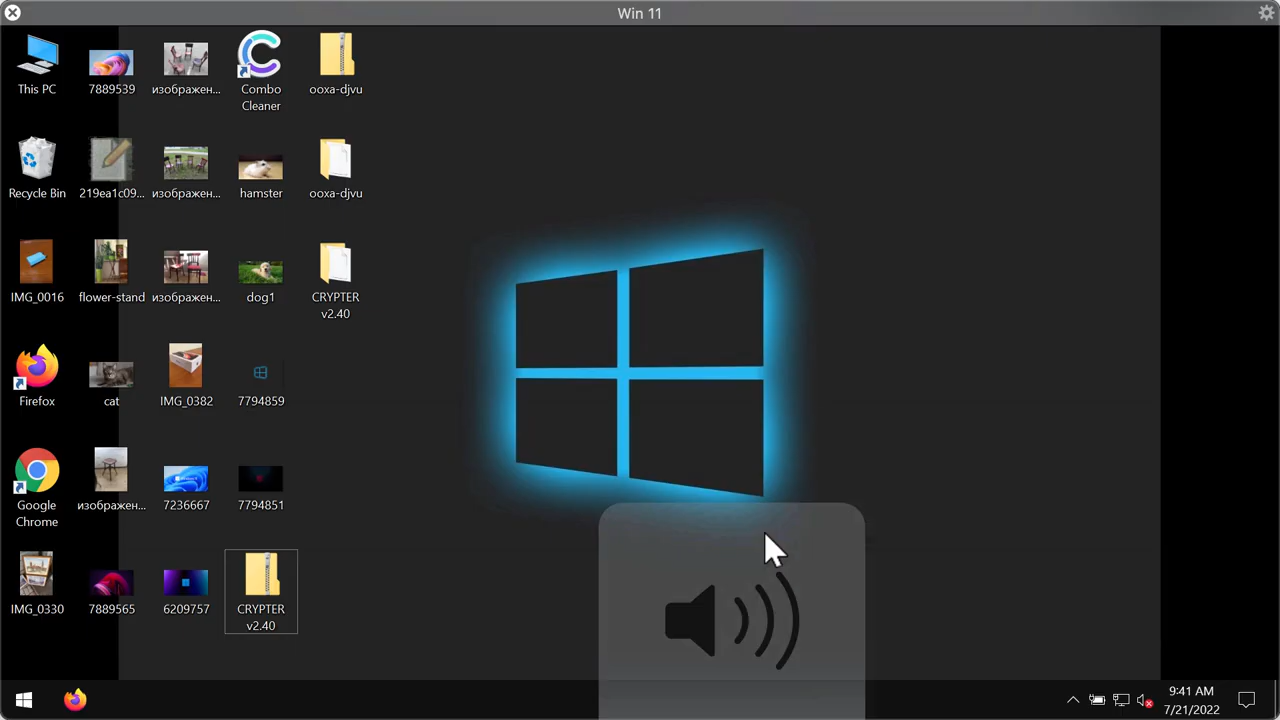 Win 11
This PC
7889539
изображен...
Combo
Cleaner
ooxa-djvu
Recycle Bin
219ea1c09...
изображен...
hamster
ooxa-djvu
IMG_0016
flower-stand
изображен...
dog1
CRYPTER
v2.40
Firefox
cat
IMG_0382
7794859
Google
Chrome
изображен...
7236667
7794851
IMG_0330
7889565
6209757
CRYPTER
v2.40
9:41 AM
7/21/2022